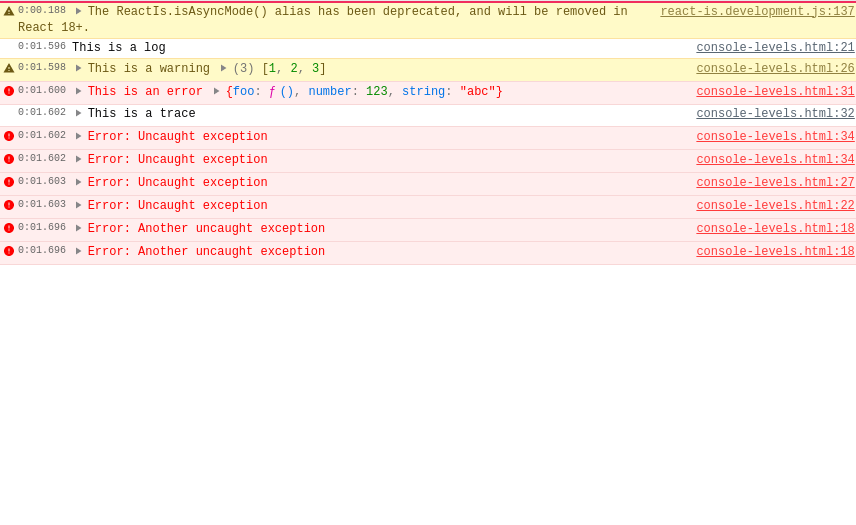 0:00.188 The ReactIs.isAsyncMode() alias has been deprecated, and will be removed in react-is.development.js:137
React 18+.
0:01.596 This is a log console-levels.html:21
0:01.598 This is a warning (3) [1, 2, 3] console-levels.html:26
0:01.600 This is an error {foo: ƒ (), number: 123, string: "abc"} console-levels.html:31
0:01.602 This is a trace console-levels.html:32
0:01.602 Error: Uncaught exception console-levels.html:34
0:01.602 Error: Uncaught exception console-levels.html:34
0:01.603 Error: Uncaught exception console-levels.html:27
0:01.603 Error: Uncaught exception console-levels.html:22
0:01.696 Error: Another uncaught exception console-levels.html:18
0:01.696 Error: Another uncaught exception console-levels.html:18